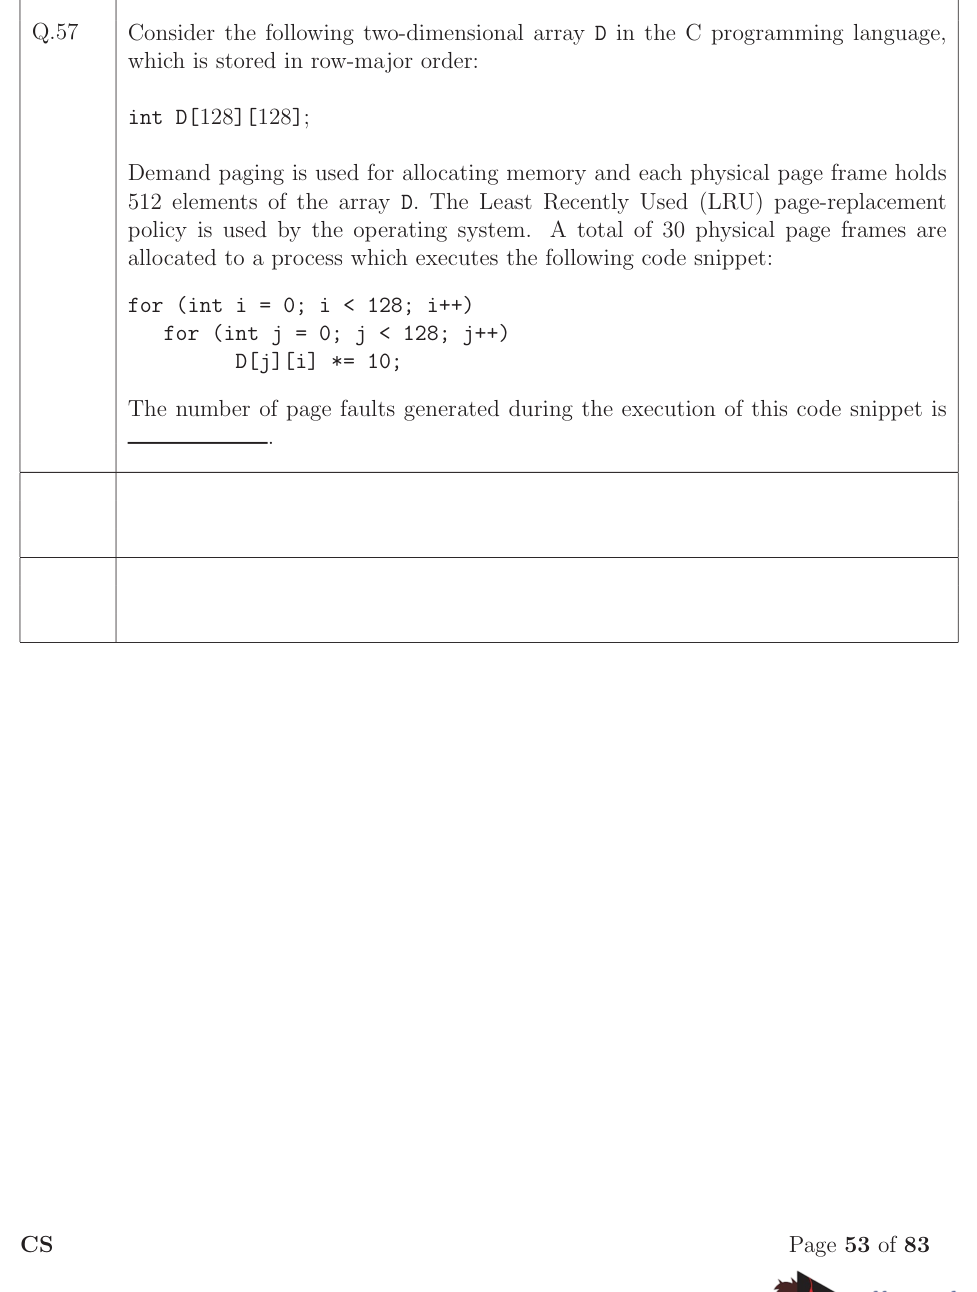 Q.57
Consider the following two-dimensional array D in the C programming language,
which is stored in row-major order:
int D[128][128];
Demand paging is used for allocating memory and each physical page frame holds
512 elements of the array D. The Least Recently Used (LRU) page-replacement
policy is used by the operating system. A total of 30 physical page frames are
allocated to a process which executes the following code snippet:
for (int i = 0; i < 128; i++)
for (int j = 0; j < 128; j++)
D[j][i] *= 10;
The number of page faults generated during the execution of this code snippet is
.
CS
Page 53 of 83